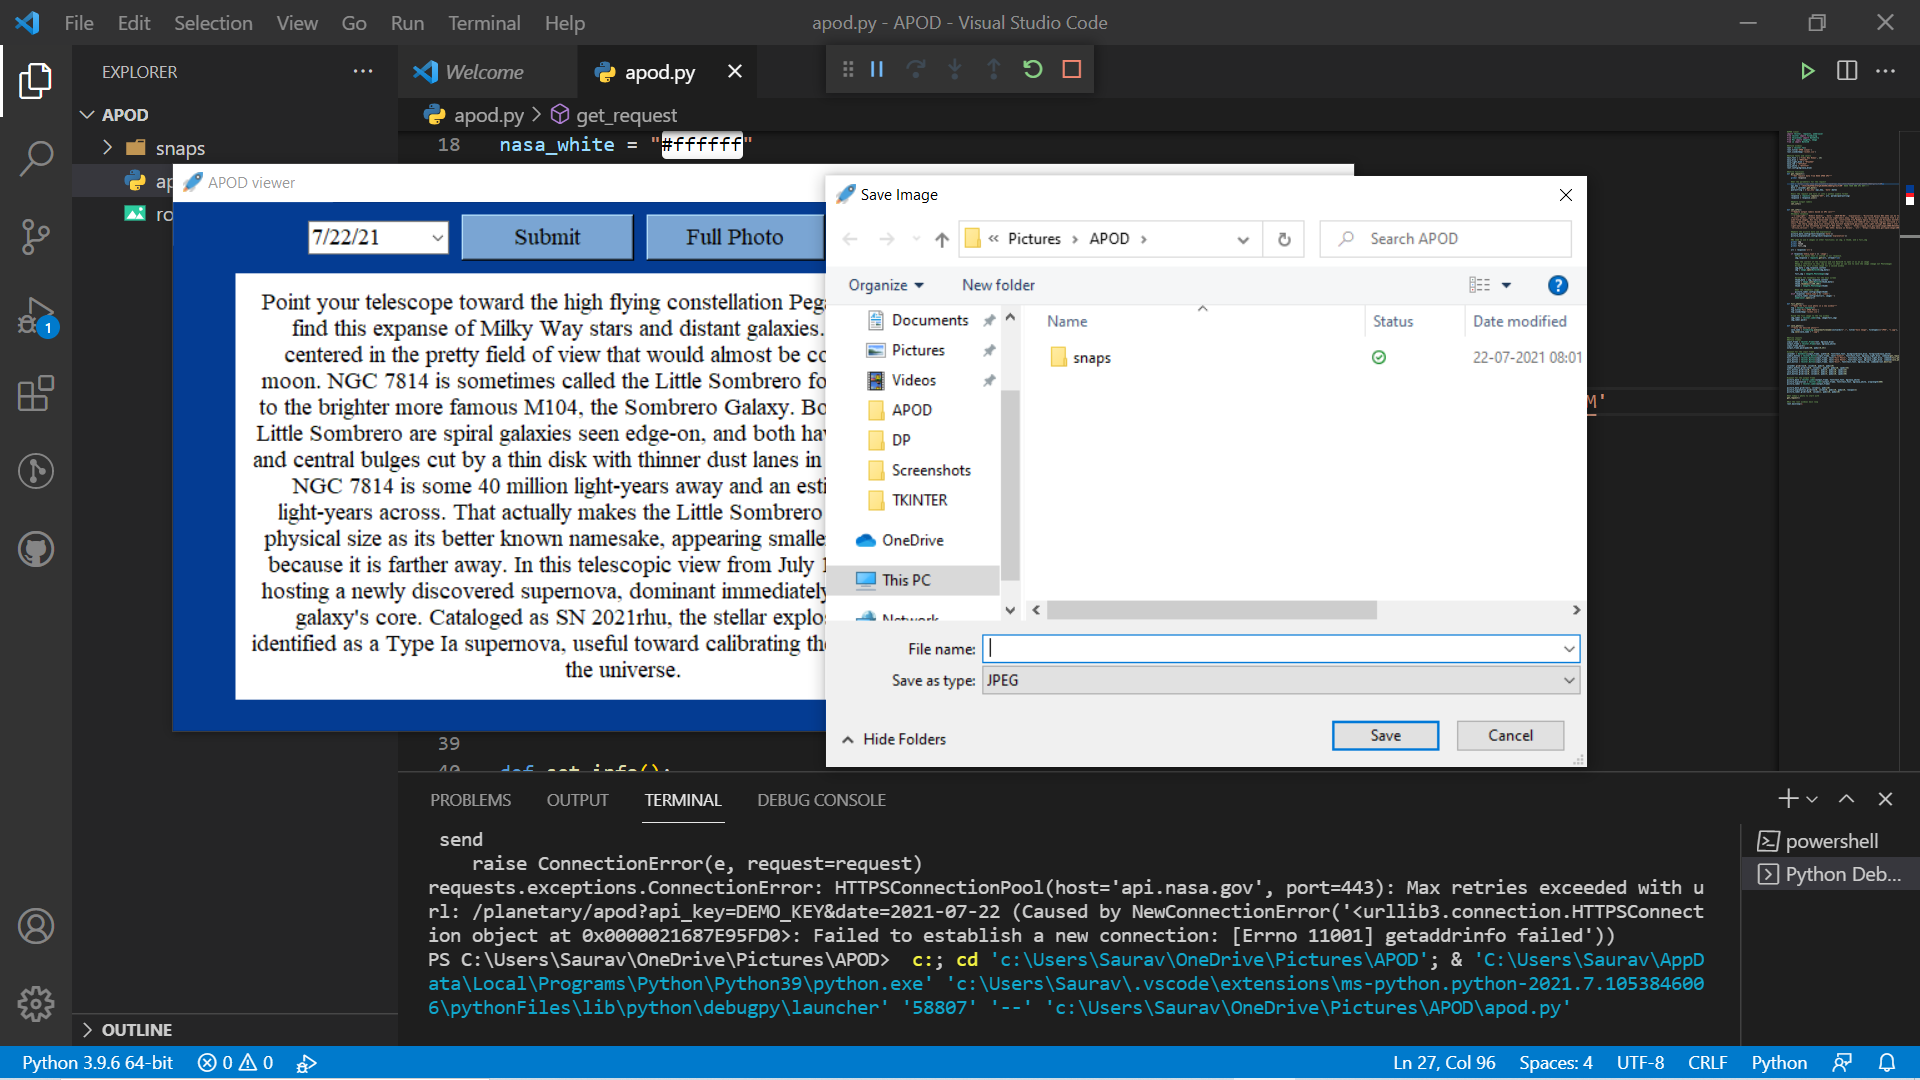 File Edit Selection View Go Run Terminal Help
apod.py - APOD - Visual Studio Code
EXPLORER
APOD
snaps
ap
ro
OUTLINE
Welcome
apod.py
apod.py > get_request
18 nasa_white = "#ffffff"
APOD viewer
7/22/21
Submit
Full Photo
Point your telescope toward the high flying constellation Peg
find this expanse of Milky Way stars and distant galaxies.
centered in the pretty field of view that would almost be co
moon. NGC 7814 is sometimes called the Little Sombrero fo
to the brighter more famous M104, the Sombrero Galaxy. Bo
Little Sombrero are spiral galaxies seen edge-on, and both ha
and central bulges cut by a thin disk with thinner dust lanes in
NGC 7814 is some 40 million light-years away and an esti
light-years across. That actually makes the Little Sombrero
physical size as its better known namesake, appearing smalle
because it is farther away. In this telescopic view from July 1
hosting a newly discovered supernova, dominant immediately
galaxy's core. Cataloged as SN 2021rhu, the stellar explo
identified as a Type Ia supernova, useful toward calibrating the
the universe.
Save Image
« Pictures > APOD >
Search APOD
Organize
New folder
?
Documents
Pictures
Videos
APOD
DP
Screenshots
TKINTER
OneDrive
This PC
Network
Name Status Date modified
snaps 22-07-2021 08:01
File name:
Save as type: JPEG
Hide Folders
Save
Cancel
M'
39
40 def set_info():
PROBLEMS OUTPUT TERMINAL DEBUG CONSOLE
send
raise ConnectionError(e, request=request)
requests.exceptions.ConnectionError: HTTPSConnectionPool(host='api.nasa.gov', port=443): Max retries exceeded with u
rl: /planetary/apod?api_key=DEMO_KEY&date=2021-07-22 (Caused by NewConnectionError('<urllib3.connection.HTTPSConnect
ion object at 0x0000021687E95FD0>: Failed to establish a new connection: [Errno 11001] getaddrinfo failed'))
PS C:\Users\Saurav\OneDrive\Pictures\APOD> c:; cd 'c:\Users\Saurav\OneDrive\Pictures\APOD'; & 'C:\Users\Saurav\AppD
ata\Local\Programs\Python\Python39\python.exe' 'c:\Users\Saurav\.vscode\extensions\ms-python.python-2021.7.105384600
6\pythonFiles\lib\python\debugpy\launcher' '58807' '--' 'c:\Users\Saurav\OneDrive\Pictures\APOD\apod.py'
powershell
Python Deb...
1
Python 3.9.6 64-bit
0 0
Ln 27, Col 96
Spaces: 4
UTF-8
CRLF
Python